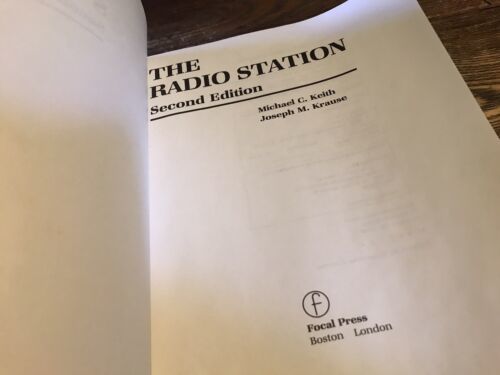 THE
RADIO STATION
Second Edition
Michael C. Keith
Joseph M. Krause
f
Focal Press
Boston London